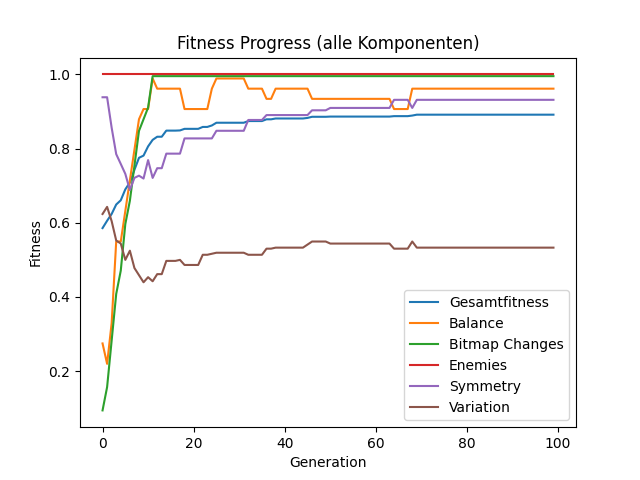 Fitness Progress (alle Komponenten)
1.0
0.8
0.6
0.4
0.2
Fitness
0 20 40 60 80 100
Generation
Gesamtfitness
Balance
Bitmap Changes
Enemies
Symmetry
Variation